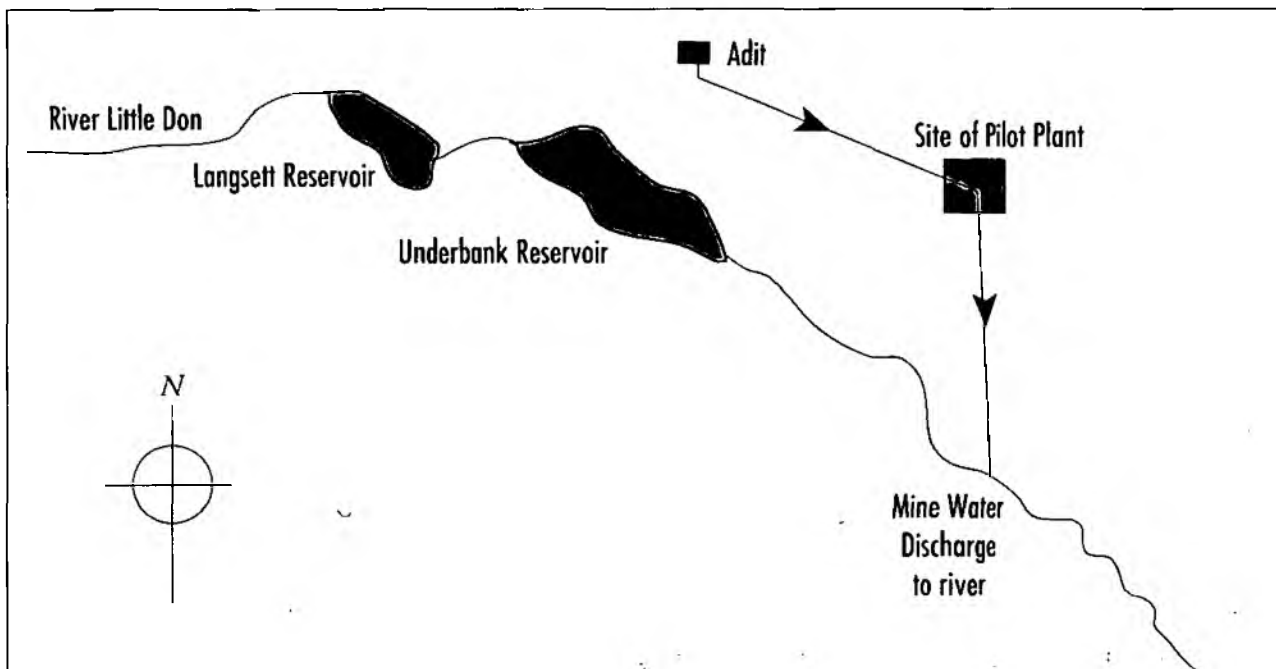 Adit
River Little Don
Site of Pilot Plant
Langsett Reservoir
Underbank Reservoir
N
Mine Water
Discharge
to river